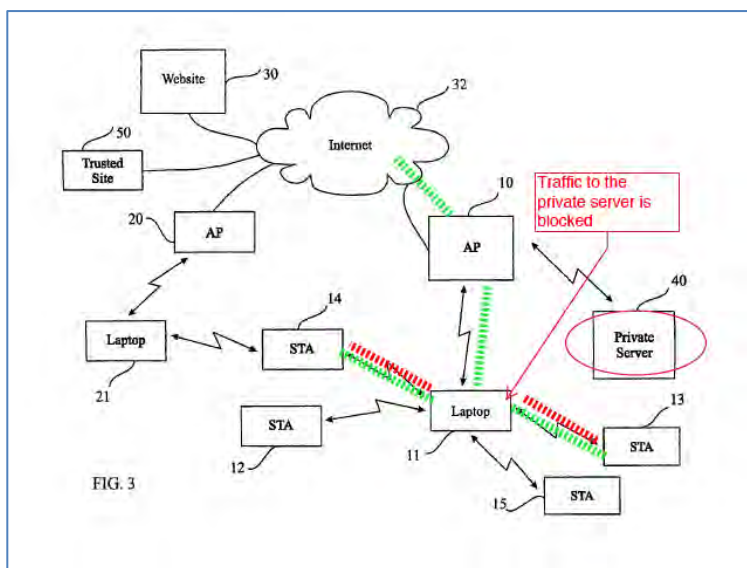 Website
30
32
50
Internet
Trusted
Site
10
Traffic to the
private server is
blocked
20
AP
AP
14
40
Laptop
STA
Private
Server
21
13
Laptop
STA
STA
12
11
FIG. 3
15
STA